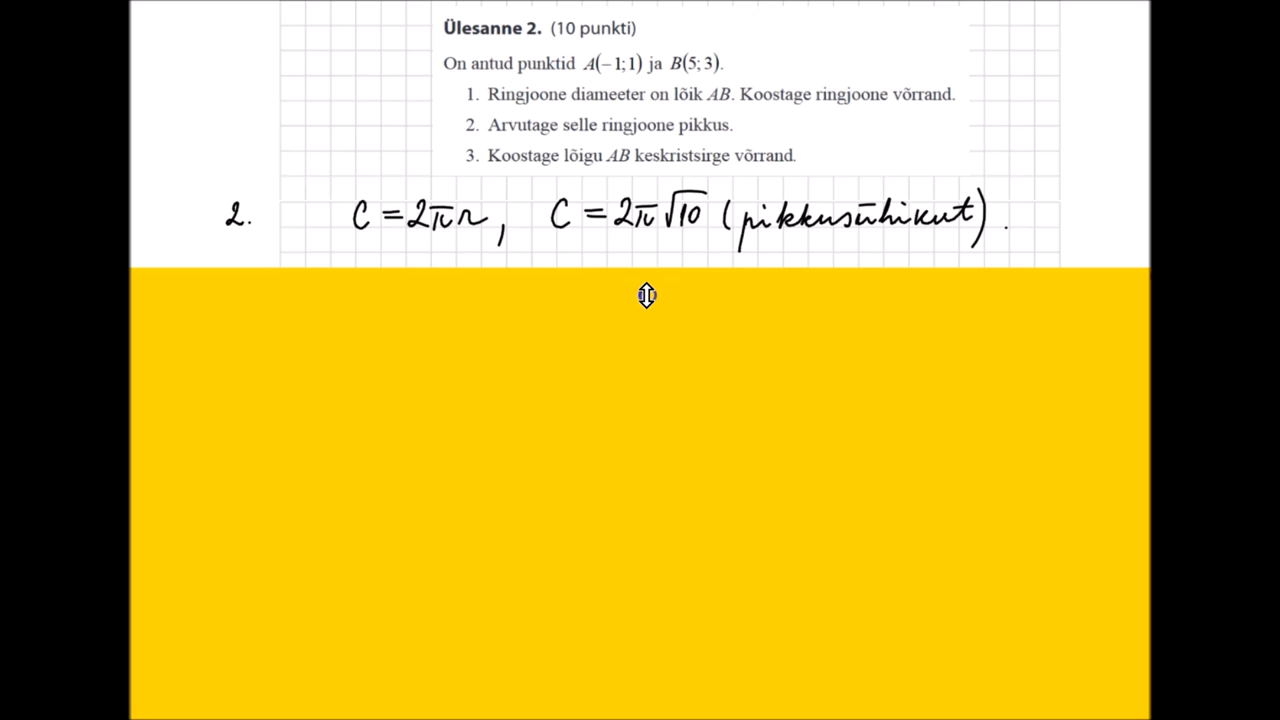 Ülesanne 2. (10 punkti)
On antud punktid A(−1; 1) ja B(5; 3).
1. Ringjoone diameeter on lõik AB. Koostage ringjoone võrrand.
2. Arvutage selle ringjoone pikkus.
3. Koostage lõigu AB keskristsirge võrrand.
2. C = 2πr, C = 2π√10 (pikkusühikut).